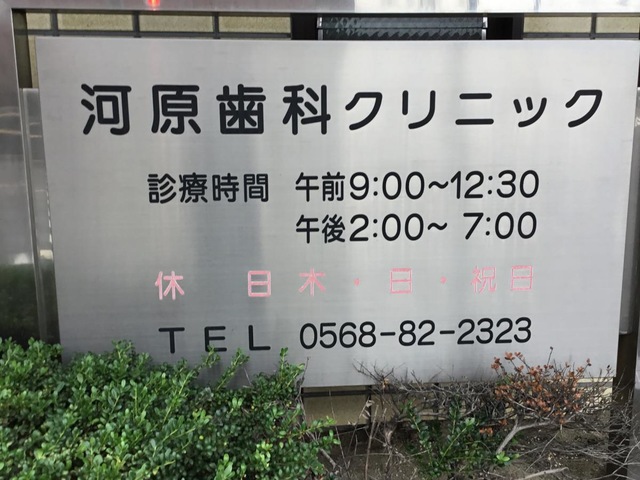 河原歯科クリニック
診療時間 午前9:00〜12:30
午後2:00〜 7:00
休 日 木・日・祝日
TEL 0568-82-2323